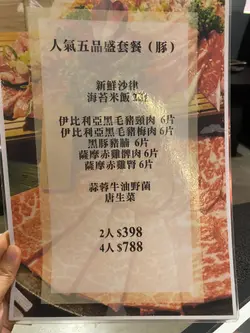 人氣五品盛套餐（豚）
新鮮沙律
海苔米飯 2碗
伊比利亞黑毛豬頸肉 6片
伊比利亞黑毛豬梅肉 6片
黑豚豬腩 6片
薩摩赤雞髀肉 6片
薩摩赤雞腎 6片
蒜蓉牛油野菌
唐生菜
2人 $398
4人 $788